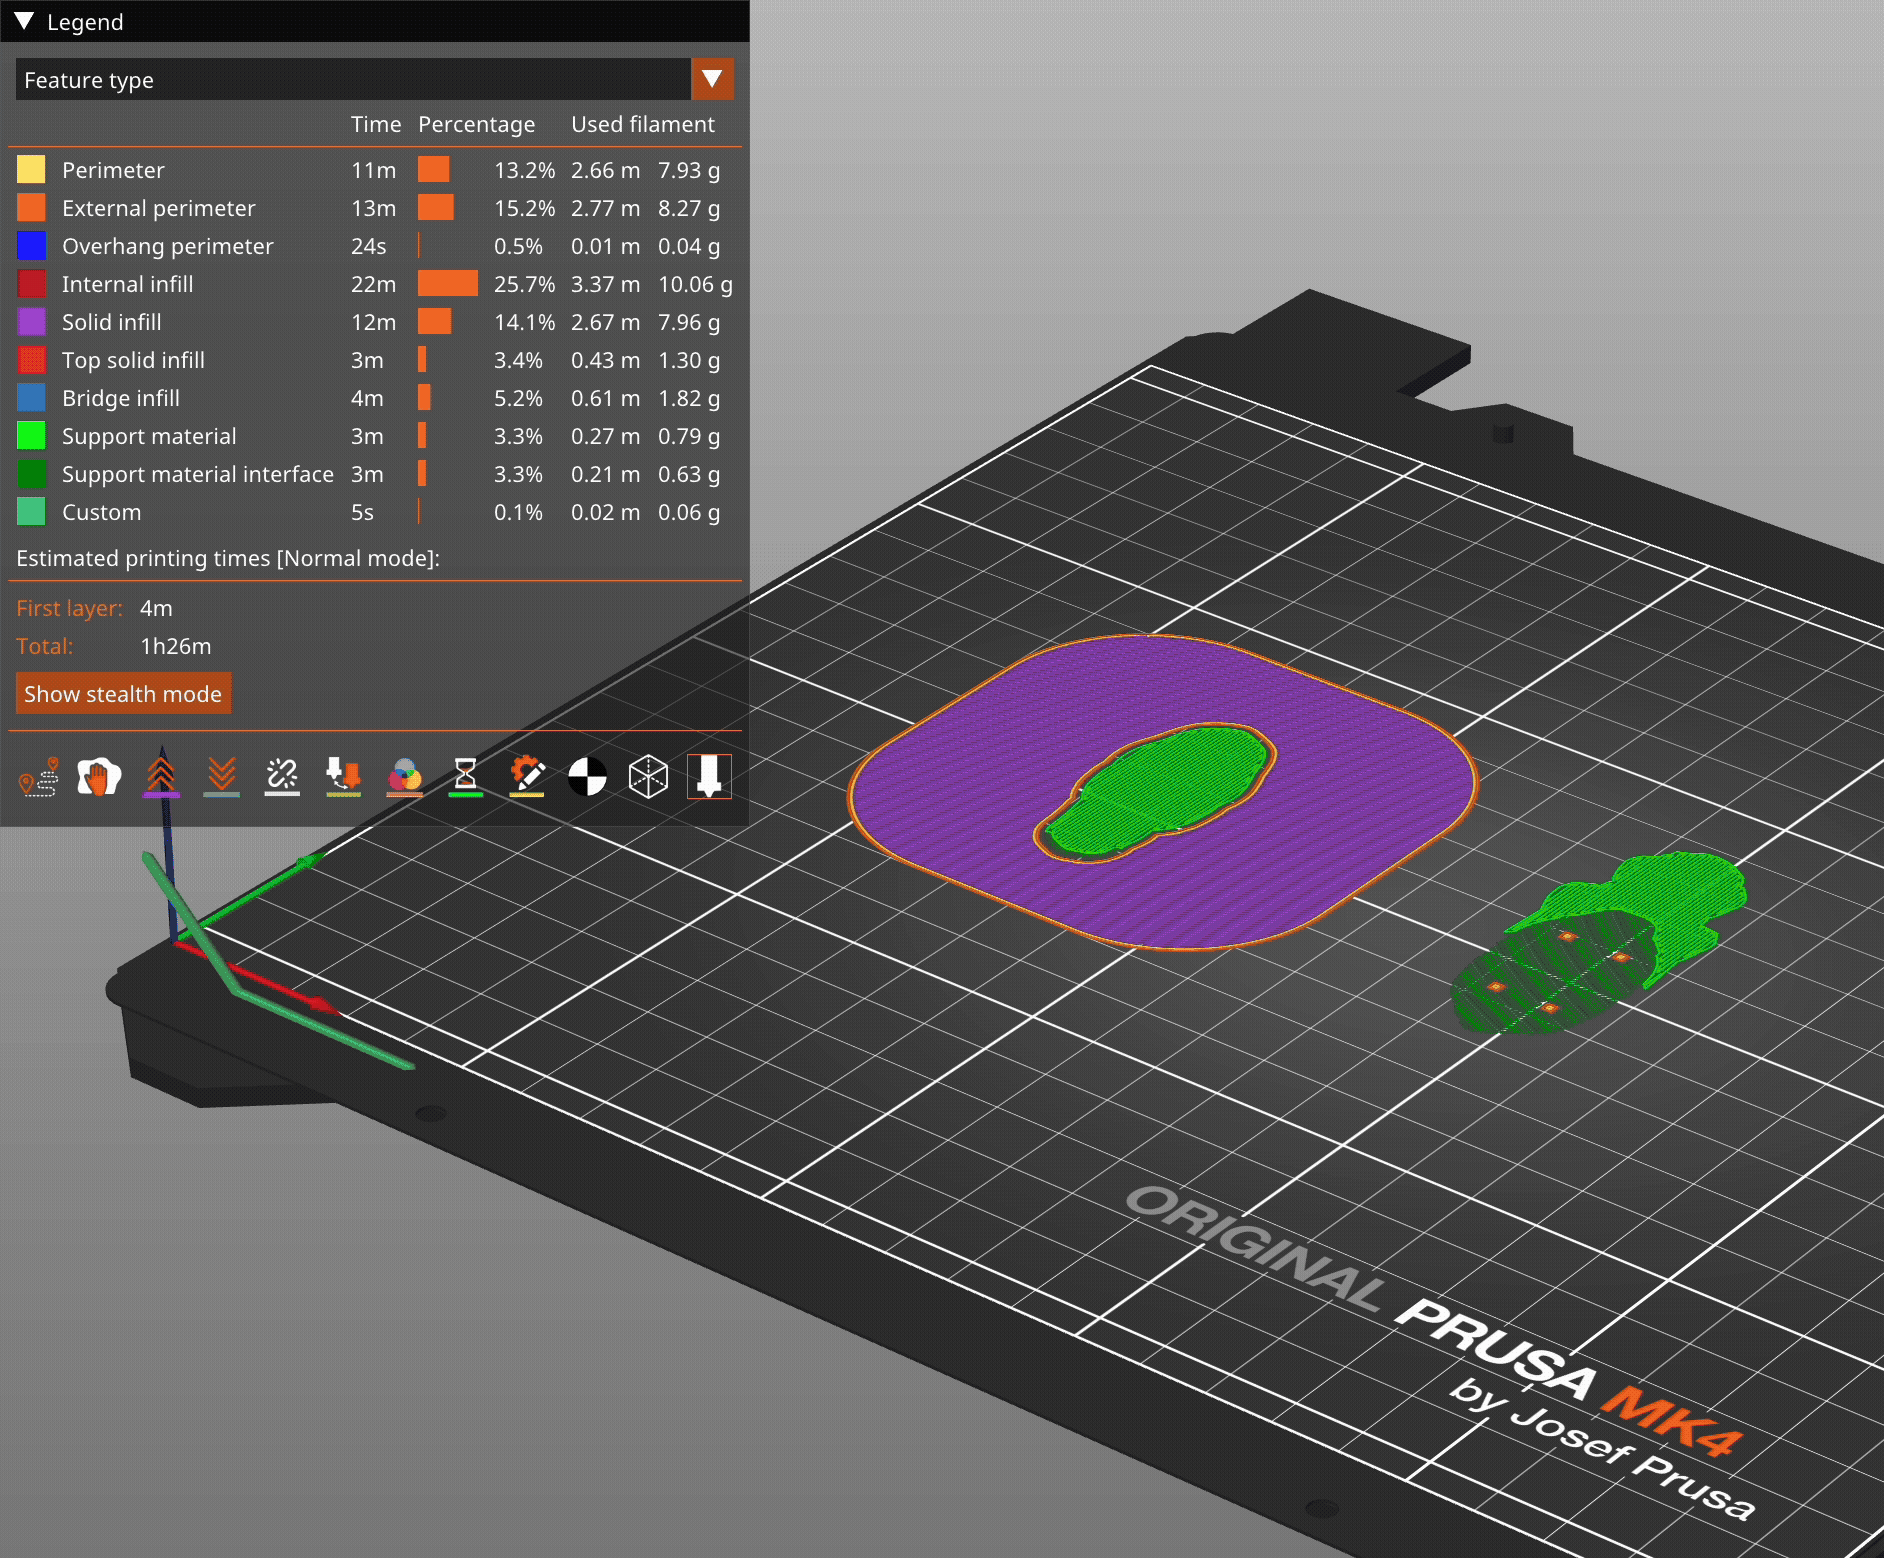 Legend
Feature type
Time Percentage Used filament
Perimeter 11m 13.2% 2.66 m 7.93 g
External perimeter 13m 15.2% 2.77 m 8.27 g
Overhang perimeter 24s 0.5% 0.01 m 0.04 g
Internal infill 22m 25.7% 3.37 m 10.06 g
Solid infill 12m 14.1% 2.67 m 7.96 g
Top solid infill 3m 3.4% 0.43 m 1.30 g
Bridge infill 4m 5.2% 0.61 m 1.82 g
Support material 3m 3.3% 0.27 m 0.79 g
Support material interface 3m 3.3% 0.21 m 0.63 g
Custom 5s 0.1% 0.02 m 0.06 g
Estimated printing times [Normal mode]:
First layer: 4m
Total: 1h26m
Show stealth mode
ORIGINAL PRUSA MK4
by Josef Prusa